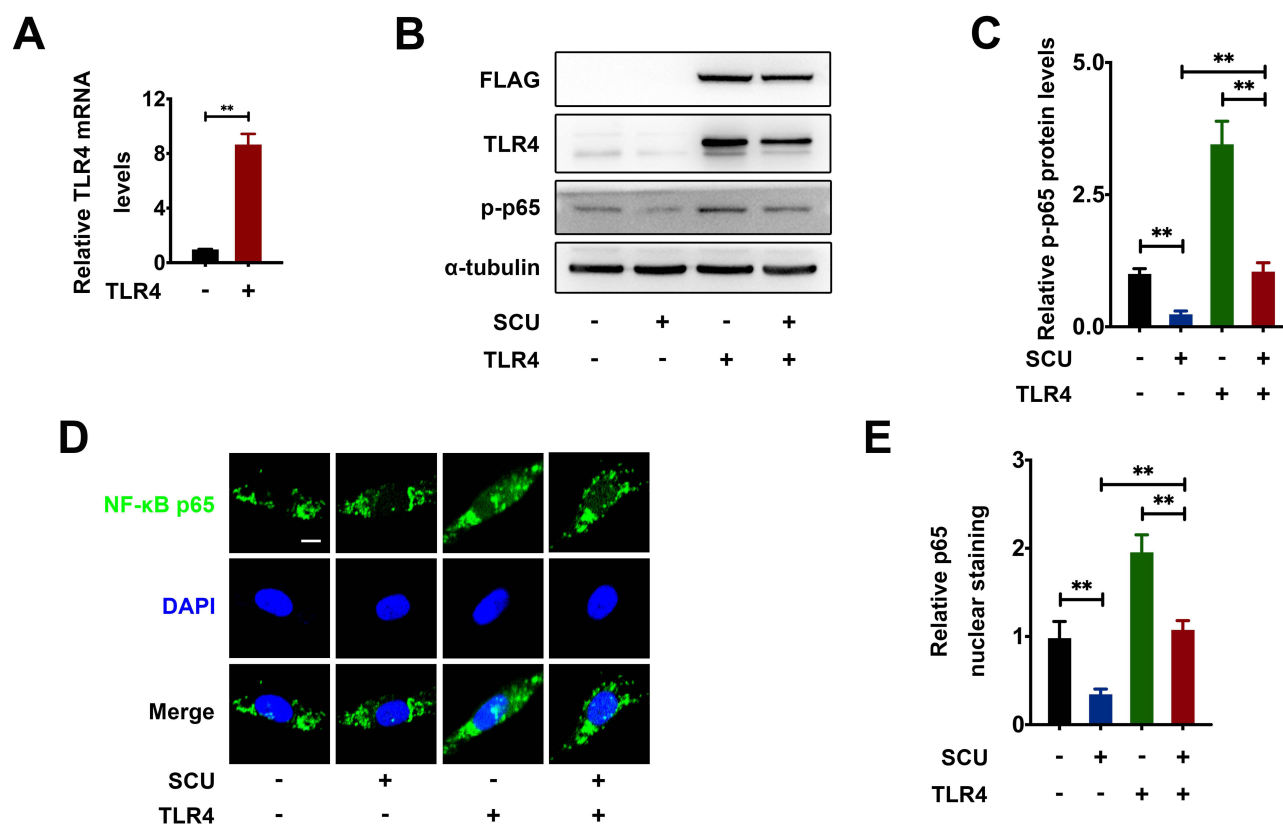 A
Relative TLR4 mRNA
levels
12
8
4
0
**
TLR4 - +
B
FLAG
TLR4
p-p65
α-tubulin
SCU - + - +
TLR4 - - + +
C
Relative p-p65 protein levels
5.0
2.5
0.0
**
**
**
SCU - + - +
TLR4 - - + +
D
NF-κB p65
DAPI
Merge
SCU - + - +
TLR4 - - + +
E
Relative p65
nuclear staining
3
2
1
0
**
**
**
SCU - + - +
TLR4 - - + +